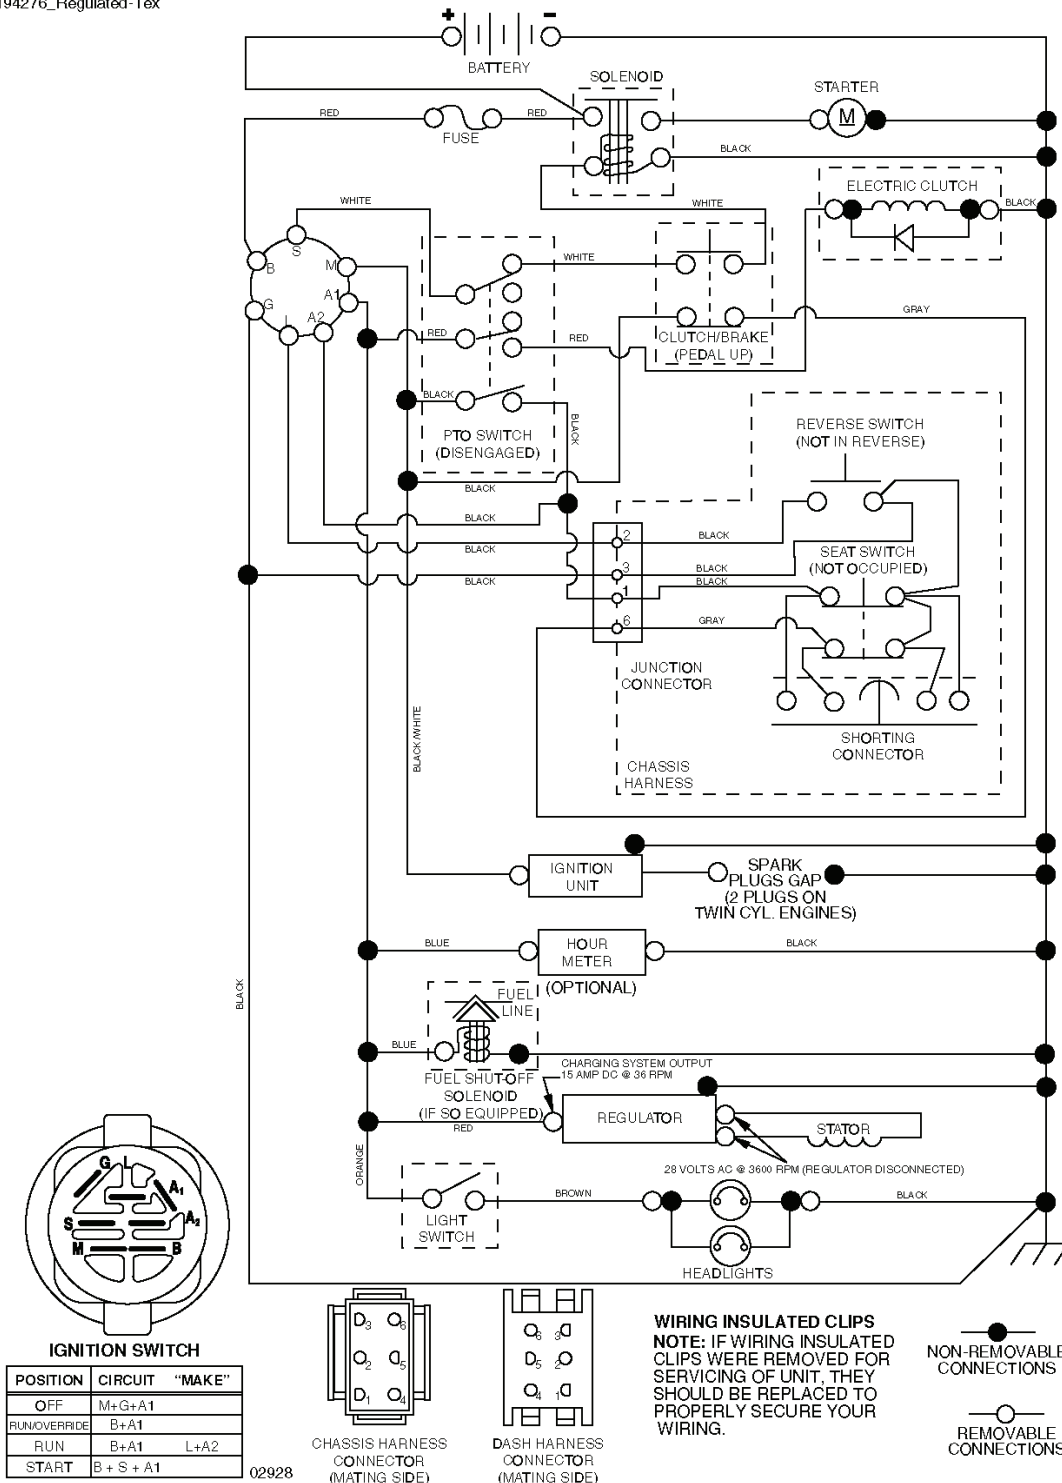 194276_Regulated-Tex
+ −
BATTERY
SOLENOID
STARTER
RED
FUSE
RED
M
BLACK
ELECTRIC CLUTCH
BLACK
WHITE
WHITE
S
B
M
WHITE
G
A1
A2
L
RED
RED
GRAY
CLUTCH/BRAKE
(PEDAL UP)
BLACK
BLACK
PTO SWITCH
(DISENGAGED)
REVERSE SWITCH
(NOT IN REVERSE)
BLACK
BLACK
BLACK
2
BLACK
SEAT SWITCH
(NOT OCCUPIED)
BLACK
3
BLACK
BLACK
1
6
GRAY
JUNCTION
CONNECTOR
BLACK/WHITE
SHORTING
CONNECTOR
CHASSIS
HARNESS
IGNITION
UNIT
SPARK
PLUGS GAP
(2 PLUGS ON
TWIN CYL. ENGINES)
BLUE
HOUR
METER
BLACK
(OPTIONAL)
BLACK
FUEL
LINE
BLUE
CHARGING SYSTEM OUTPUT
15 AMP DC @ 36 RPM
FUEL SHUT-OFF
SOLENOID
(IF SO EQUIPPED)
RED
REGULATOR
STATOR
ORANGE
28 VOLTS AC @ 3600 RPM (REGULATOR DISCONNECTED)
BROWN
BLACK
LIGHT
SWITCH
HEADLIGHTS
G L
A1
S A2
M B
IGNITION SWITCH
POSITION CIRCUIT "MAKE"
OFF M+G+A1
RUN/OVERRIDE B+A1
RUN B+A1 L+A2
START B + S + A1
02928
3 6
2 5
1 4
CHASSIS HARNESS
CONNECTOR
(MATING SIDE)
6 3
5 2
4 1
DASH HARNESS
CONNECTOR
(MATING SIDE)
WIRING INSULATED CLIPS
NOTE: IF WIRING INSULATED
CLIPS WERE REMOVED FOR
SERVICING OF UNIT, THEY
SHOULD BE REPLACED TO
PROPERLY SECURE YOUR
WIRING.
NON-REMOVABLE
CONNECTIONS
REMOVABLE
CONNECTIONS